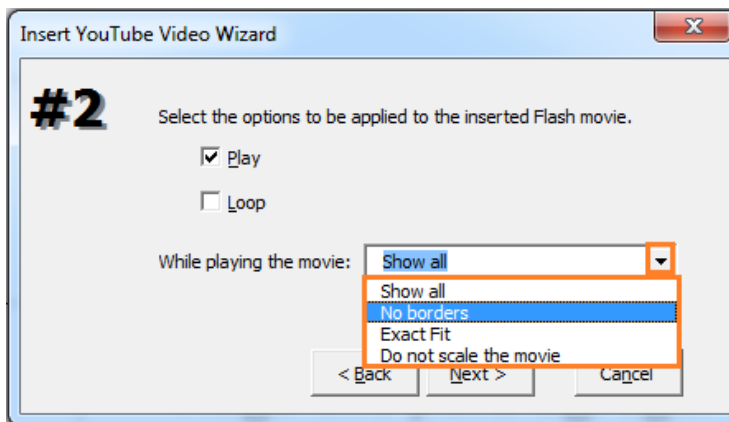 Insert YouTube Video Wizard
#2
Select the options to be applied to the inserted Flash movie.
Play
Loop
While playing the movie: Show all
Show all
No borders
Exact Fit
Do not scale the movie
< Back Next > Cancel